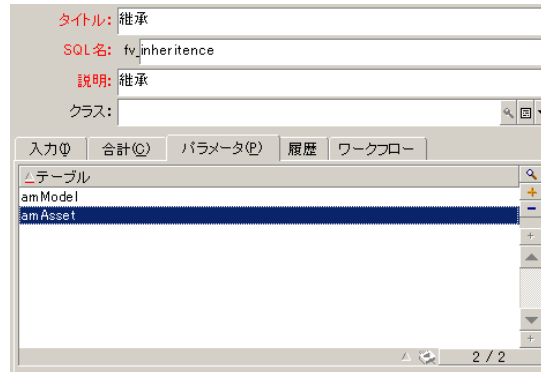 タイトル: 継承
SQL名: fv_inheritence
説明: 継承
クラス:
入力(I) 合計(C) パラメータ(P) 履歴 ワークフロー
テーブル
amModel
amAsset
2 / 2